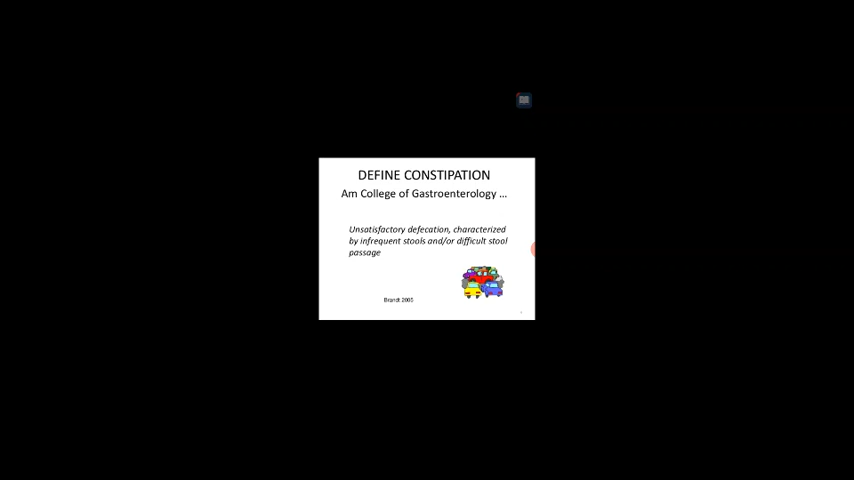 DEFINE CONSTIPATION
Am College of Gastroenterology ...
Unsatisfactory defecation, characterized
by infrequent stools and/or difficult stool
passage
Brandt 2005